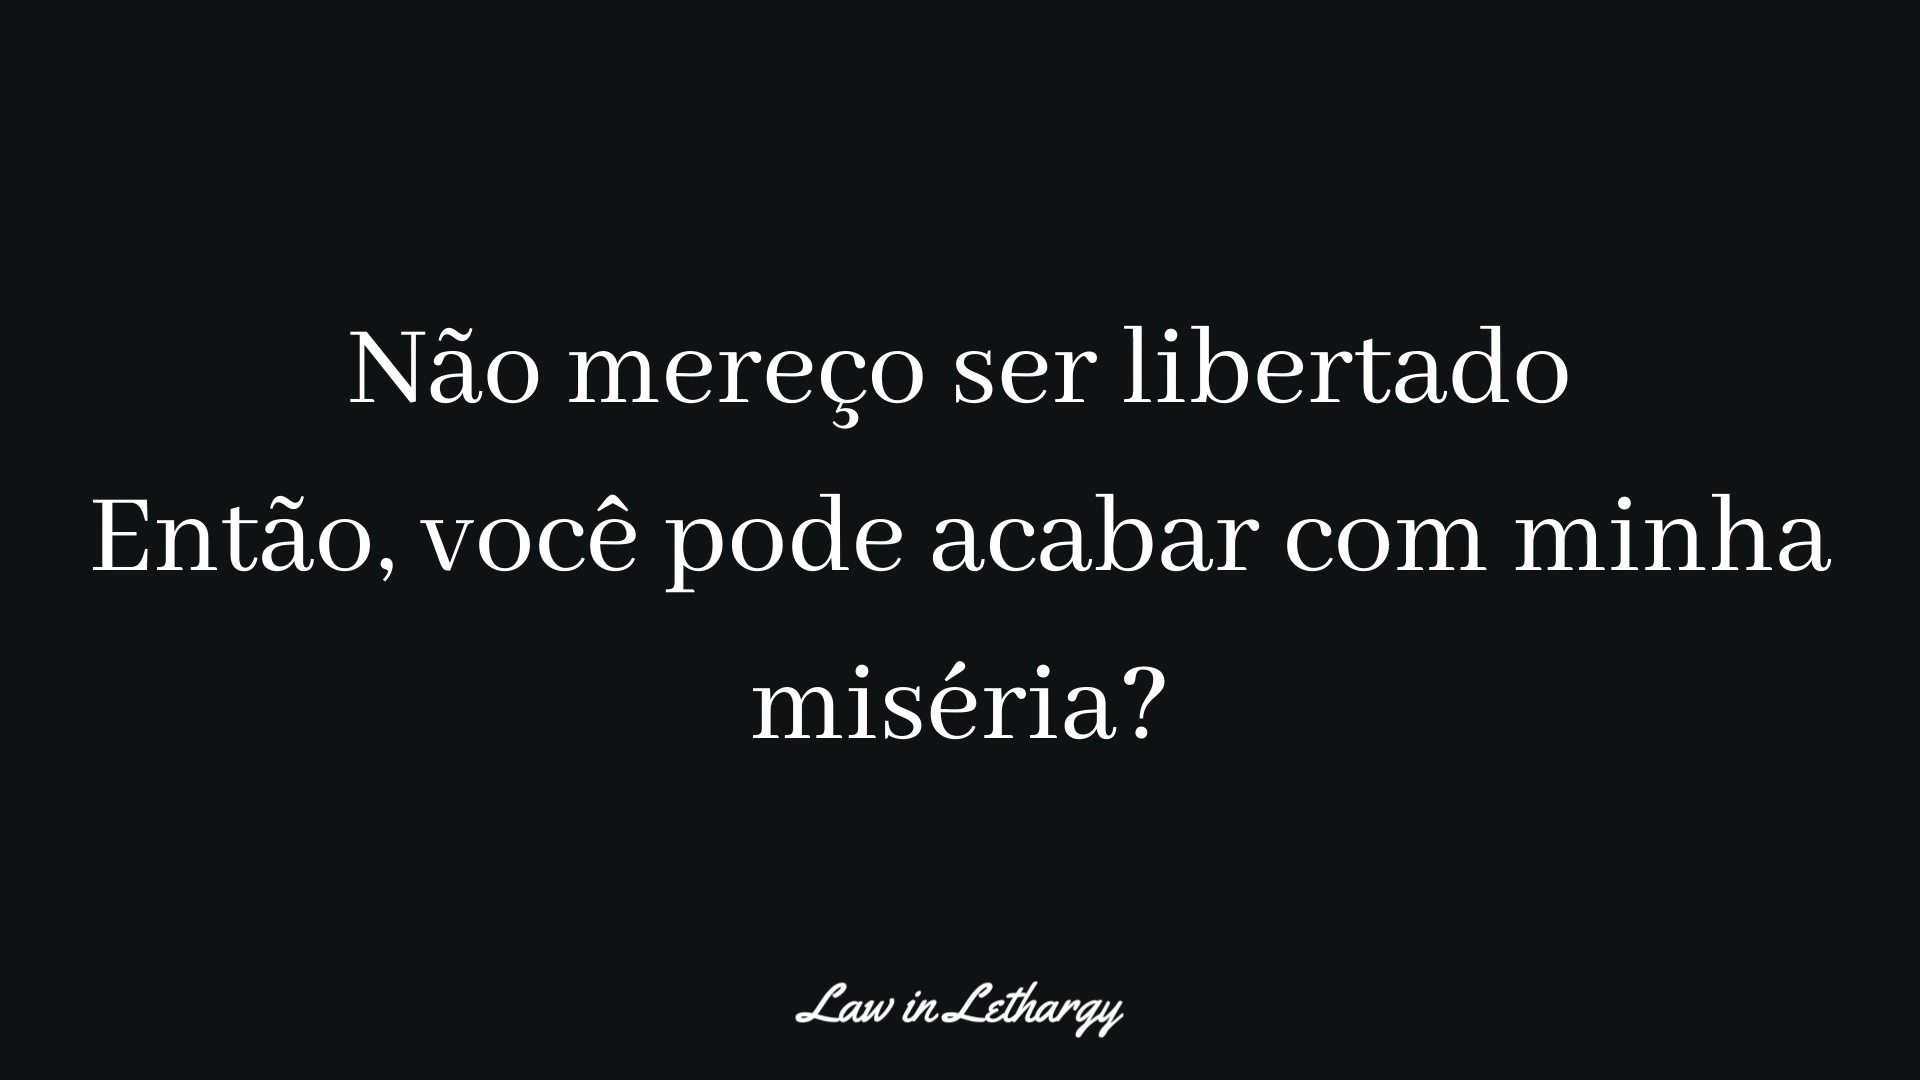 Não mereço ser libertado
Então, você pode acabar com minha
miséria?
Law in Lethargy